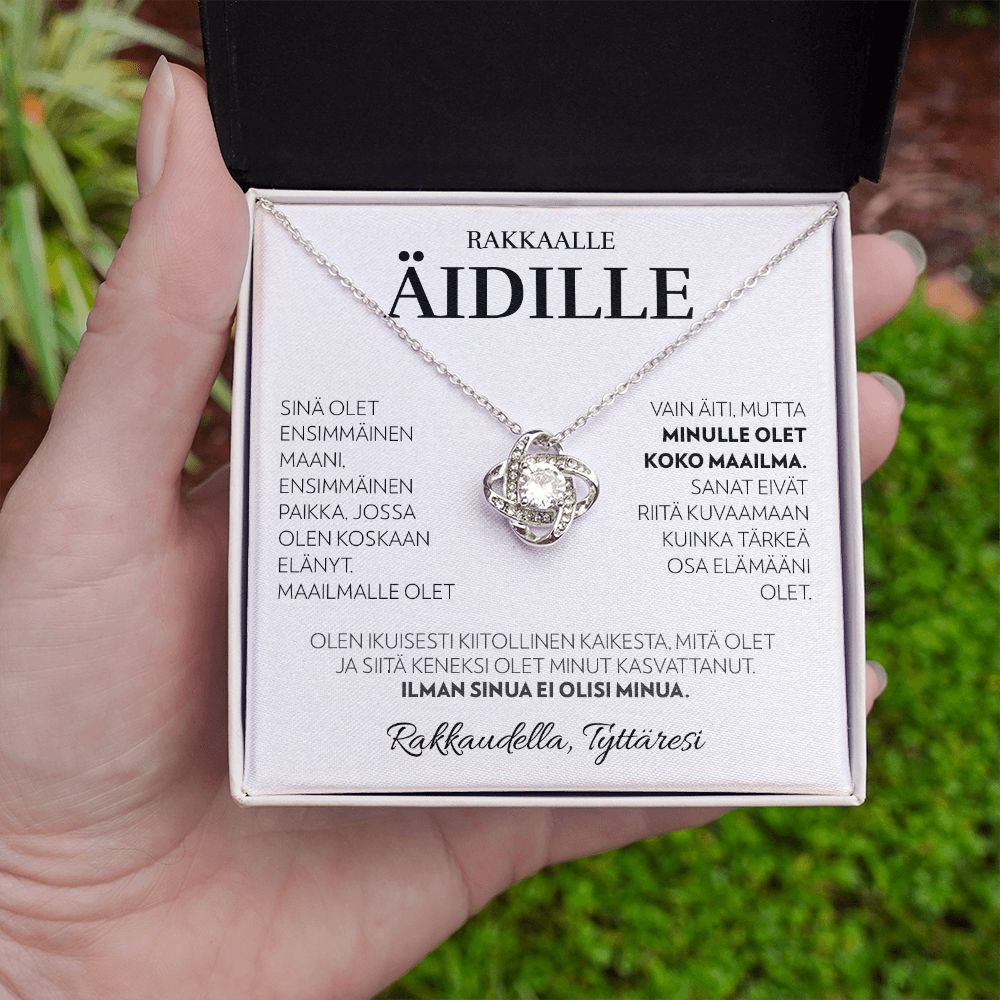 RAKKAALLE
ÄIDILLE
SINÄ OLET
ENSIMMÄINEN
MAANI,
ENSIMMÄINEN
PAIKKA, JOSSA
OLEN KOSKAAN
ELÄNYT.
MAAILMALLE OLET
VAIN ÄITI, MUTTA
MINULLE OLET
KOKO MAAILMA.
SANAT EIVÄT
RIITÄ KUVAAMAAN
KUINKA TÄRKEÄ
OSA ELÄMÄÄNI
OLET.
OLEN IKUISESTI KIITOLLINEN KAIKESTA, MITÄ OLET
JA SIITÄ KENEKSI OLET MINUT KASVATTANUT.
ILMAN SINUA EI OLISI MINUA.
Rakkaudella, Tyttäresi